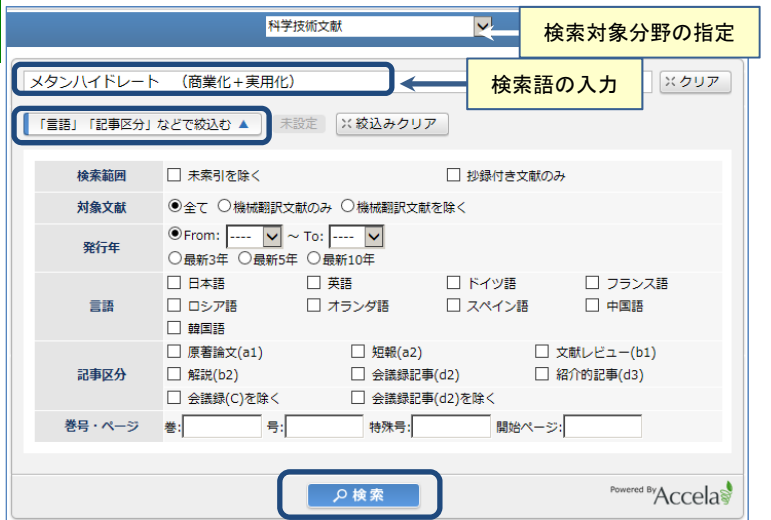 科学技術文献
検索対象分野の指定
メタンハイドレート （商業化+実用化）
検索語の入力
クリア
「言語」「記事区分」などで絞込む ▲
未設定
絞込みクリア
検索範囲
未索引を除く
抄録付き文献のみ
対象文献
全て
機械翻訳文献のみ
機械翻訳文献を除く
発行年
From: ---- ～ To: ----
最新3年 最新5年 最新10年
言語
日本語 英語 ドイツ語 フランス語
ロシア語 オランダ語 スペイン語 中国語
韓国語
記事区分
原著論文(a1) 短報(a2) 文献レビュー(b1)
解説(b2) 会議録記事(d2) 紹介的記事(d3)
会議録(C)を除く 会議録記事(d2)を除く
巻号・ページ
巻: 号: 特殊号: 開始ページ:
検索
Powered By Accela